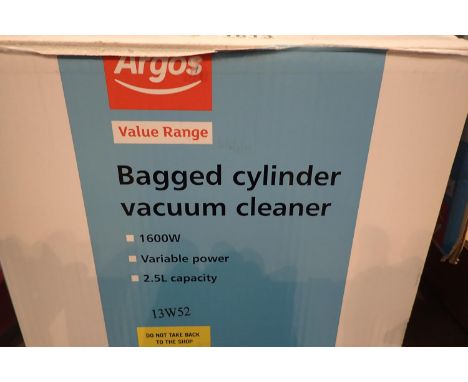 Argos
Value Range
Bagged cylinder
vacuum cleaner
1600W
Variable power
2.5L capacity
13W52
DO NOT TAKE BACK
TO THE SHOP